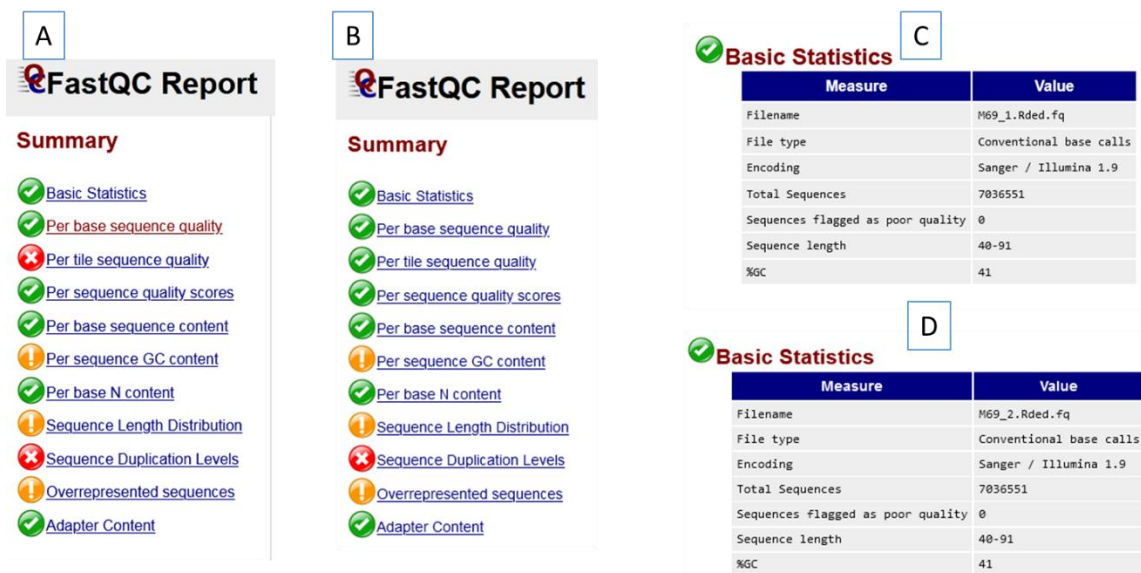 A
FastQC Report
Summary
Basic Statistics
Per base sequence quality
Per tile sequence quality
Per sequence quality scores
Per base sequence content
Per sequence GC content
Per base N content
Sequence Length Distribution
Sequence Duplication Levels
Overrepresented sequences
Adapter Content
B
FastQC Report
Summary
Basic Statistics
Per base sequence quality
Per tile sequence quality
Per sequence quality scores
Per base sequence content
Per sequence GC content
Per base N content
Sequence Length Distribution
Sequence Duplication Levels
Overrepresented sequences
Adapter Content
C
Basic Statistics
Measure Value
Filename M69_1.Rded.fq
File type Conventional base calls
Encoding Sanger / Illumina 1.9
Total Sequences 7036551
Sequences flagged as poor quality 0
Sequence length 40-91
%GC 41
D
Basic Statistics
Measure Value
Filename M69_2.Rded.fq
File type Conventional base calls
Encoding Sanger / Illumina 1.9
Total Sequences 7036551
Sequences flagged as poor quality 0
Sequence length 40-91
%GC 41